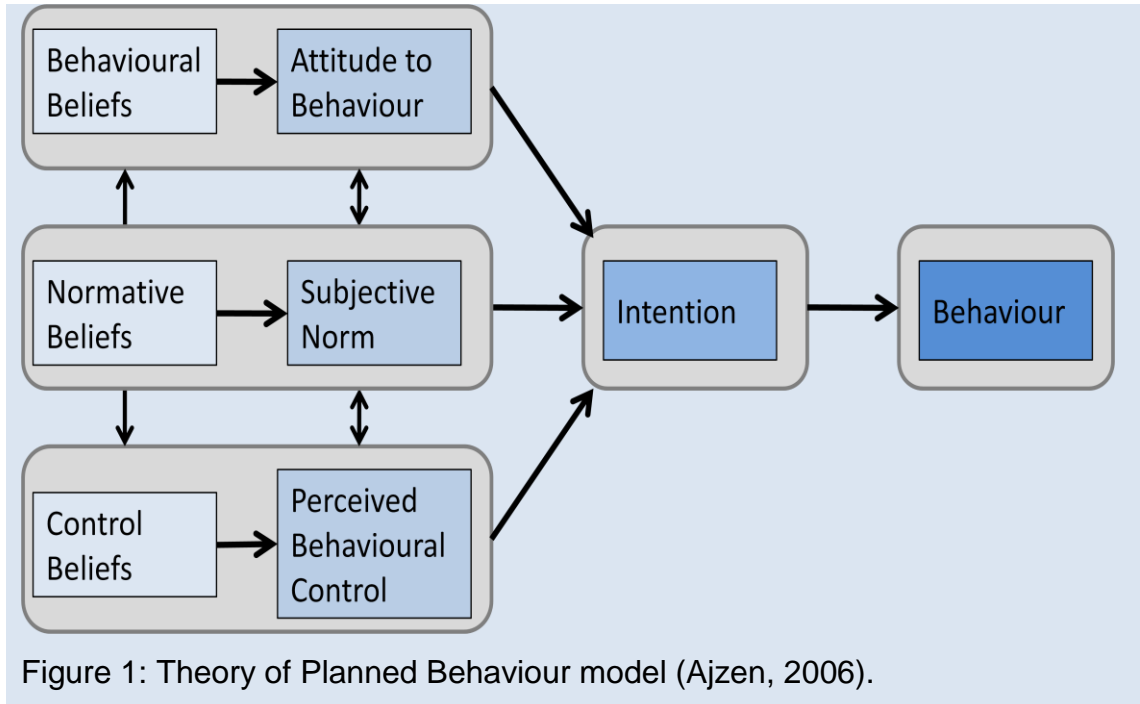 Behavioural
Beliefs
Attitude to
Behaviour
Normative
Beliefs
Subjective
Norm
Intention
Behaviour
Control
Beliefs
Perceived
Behavioural
Control
Figure 1: Theory of Planned Behaviour model (Ajzen, 2006).